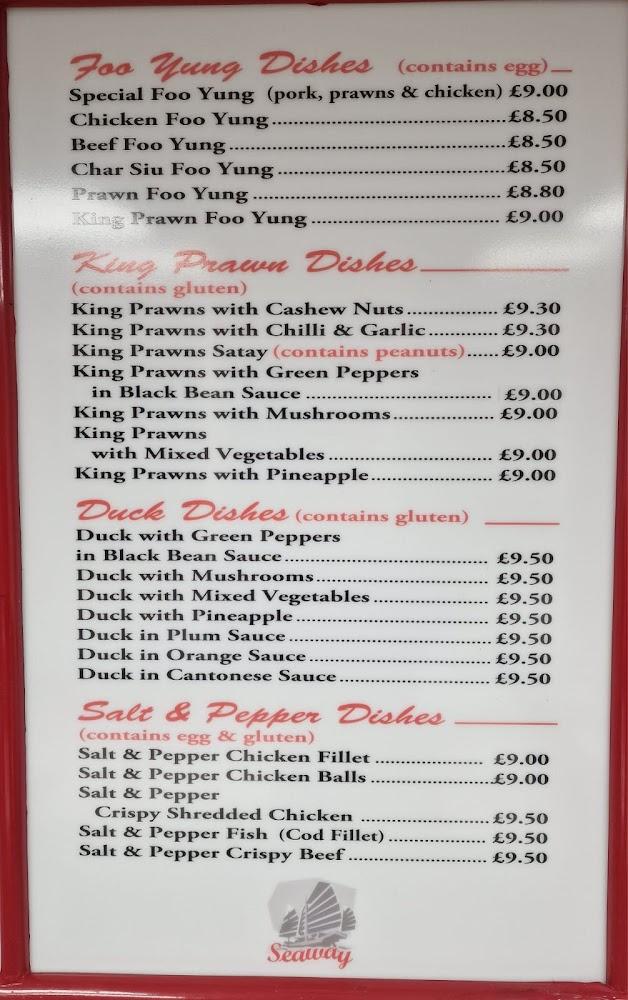 Foo Yung Dishes (contains egg)
Special Foo Yung (pork, prawns & chicken) £9.00
Chicken Foo Yung £8.50
Beef Foo Yung £8.50
Char Siu Foo Yung £8.50
Prawn Foo Yung £8.80
King Prawn Foo Yung £9.00
King Prawn Dishes
(contains gluten)
King Prawns with Cashew Nuts £9.30
King Prawns with Chilli & Garlic £9.30
King Prawns Satay (contains peanuts) £9.00
King Prawns with Green Peppers
in Black Bean Sauce £9.00
King Prawns with Mushrooms £9.00
King Prawns
with Mixed Vegetables £9.00
King Prawns with Pineapple £9.00
Duck Dishes (contains gluten)
Duck with Green Peppers
in Black Bean Sauce £9.50
Duck with Mushrooms £9.50
Duck with Mixed Vegetables £9.50
Duck with Pineapple £9.50
Duck in Plum Sauce £9.50
Duck in Orange Sauce £9.50
Duck in Cantonese Sauce £9.50
Salt & Pepper Dishes
(contains egg & gluten)
Salt & Pepper Chicken Fillet £9.00
Salt & Pepper Chicken Balls £9.00
Salt & Pepper
Crispy Shredded Chicken £9.50
Salt & Pepper Fish (Cod Fillet) £9.50
Salt & Pepper Crispy Beef £9.50
Seaway